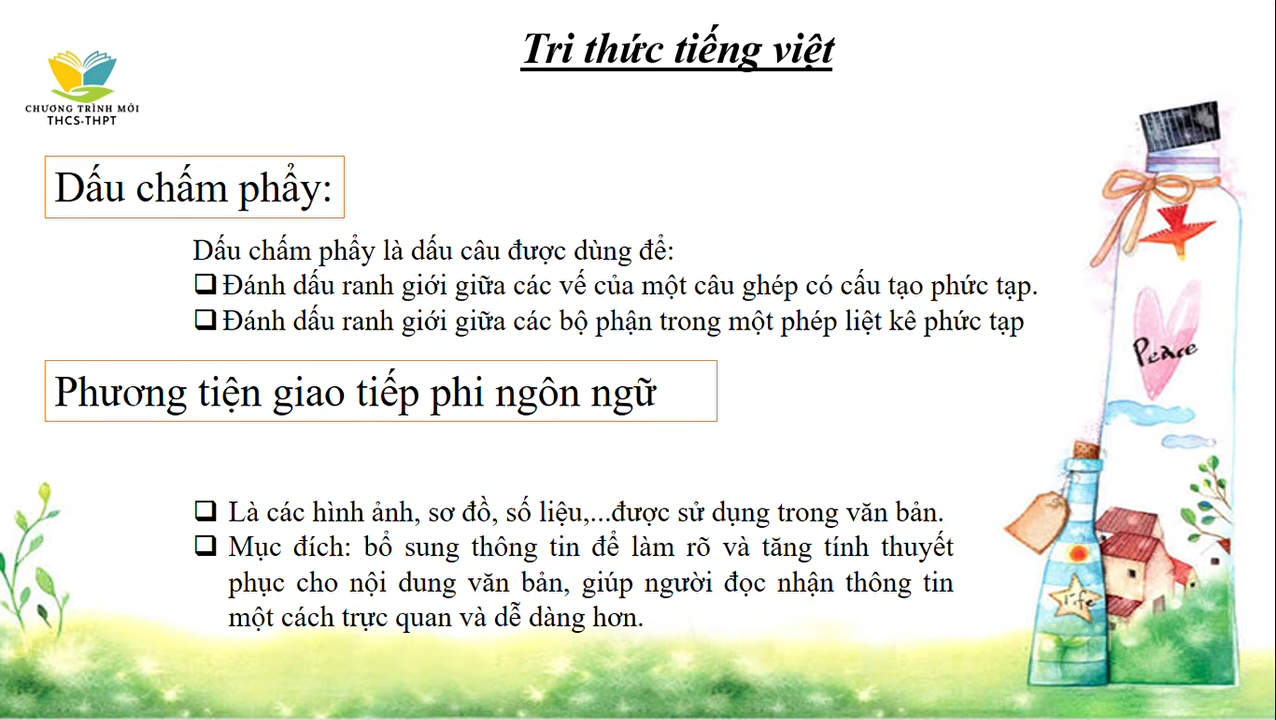 Tri thức tiếng việt
CHƯƠNG TRÌNH MỚI
THCS-THPT
Dấu chấm phẩy:
Dấu chấm phẩy là dấu câu được dùng để:
Đánh dấu ranh giới giữa các vế của một câu ghép có cấu tạo phức tạp.
Đánh dấu ranh giới giữa các bộ phận trong một phép liệt kê phức tạp
Peace
Phương tiện giao tiếp phi ngôn ngữ
Là các hình ảnh, sơ đồ, số liệu,...được sử dụng trong văn bản.
Mục đích: bổ sung thông tin để làm rõ và tăng tính thuyết
phục cho nội dung văn bản, giúp người đọc nhận thông tin
một cách trực quan và dễ dàng hơn.
life